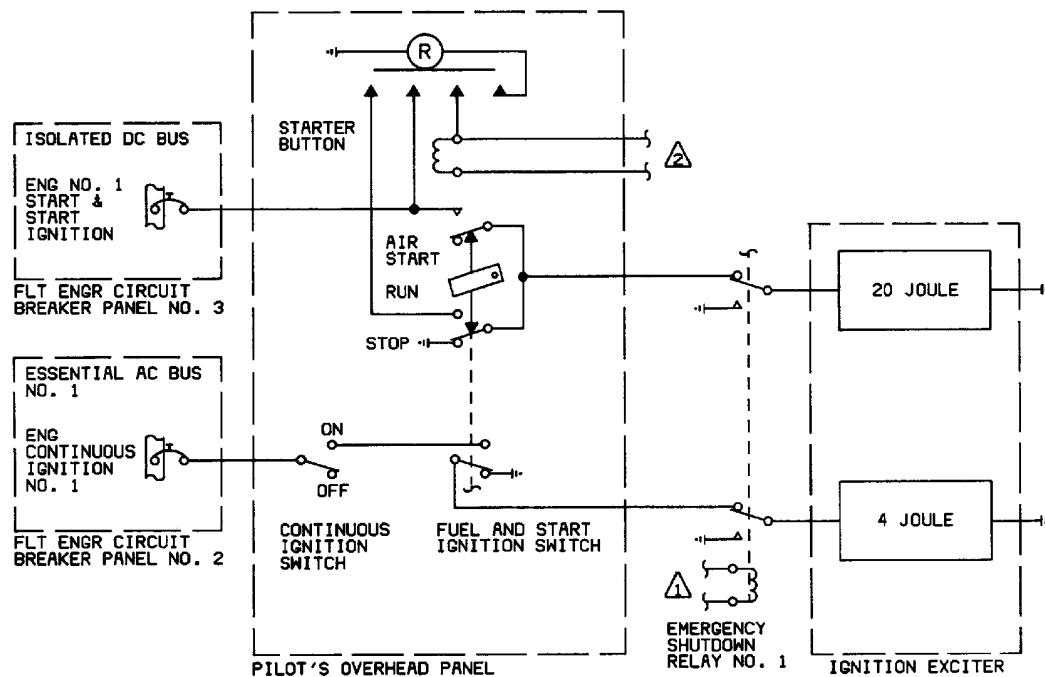 R
STARTER
BUTTON
2
ISOLATED DC BUS
ENG NO. 1
START &
START
IGNITION
FLT ENGR CIRCUIT
BREAKER PANEL NO. 3
AIR
START
RUN
STOP
20 JOULE
ESSENTIAL AC BUS
NO. 1
ENG
CONTINUOUS
IGNITION
NO. 1
FLT ENGR CIRCUIT
BREAKER PANEL NO. 2
ON
OFF
CONTINUOUS
IGNITION
SWITCH
FUEL AND START
IGNITION SWITCH
4 JOULE
1
EMERGENCY
SHUTDOWN
RELAY NO. 1
PILOT'S OVERHEAD PANEL
IGNITION EXCITER